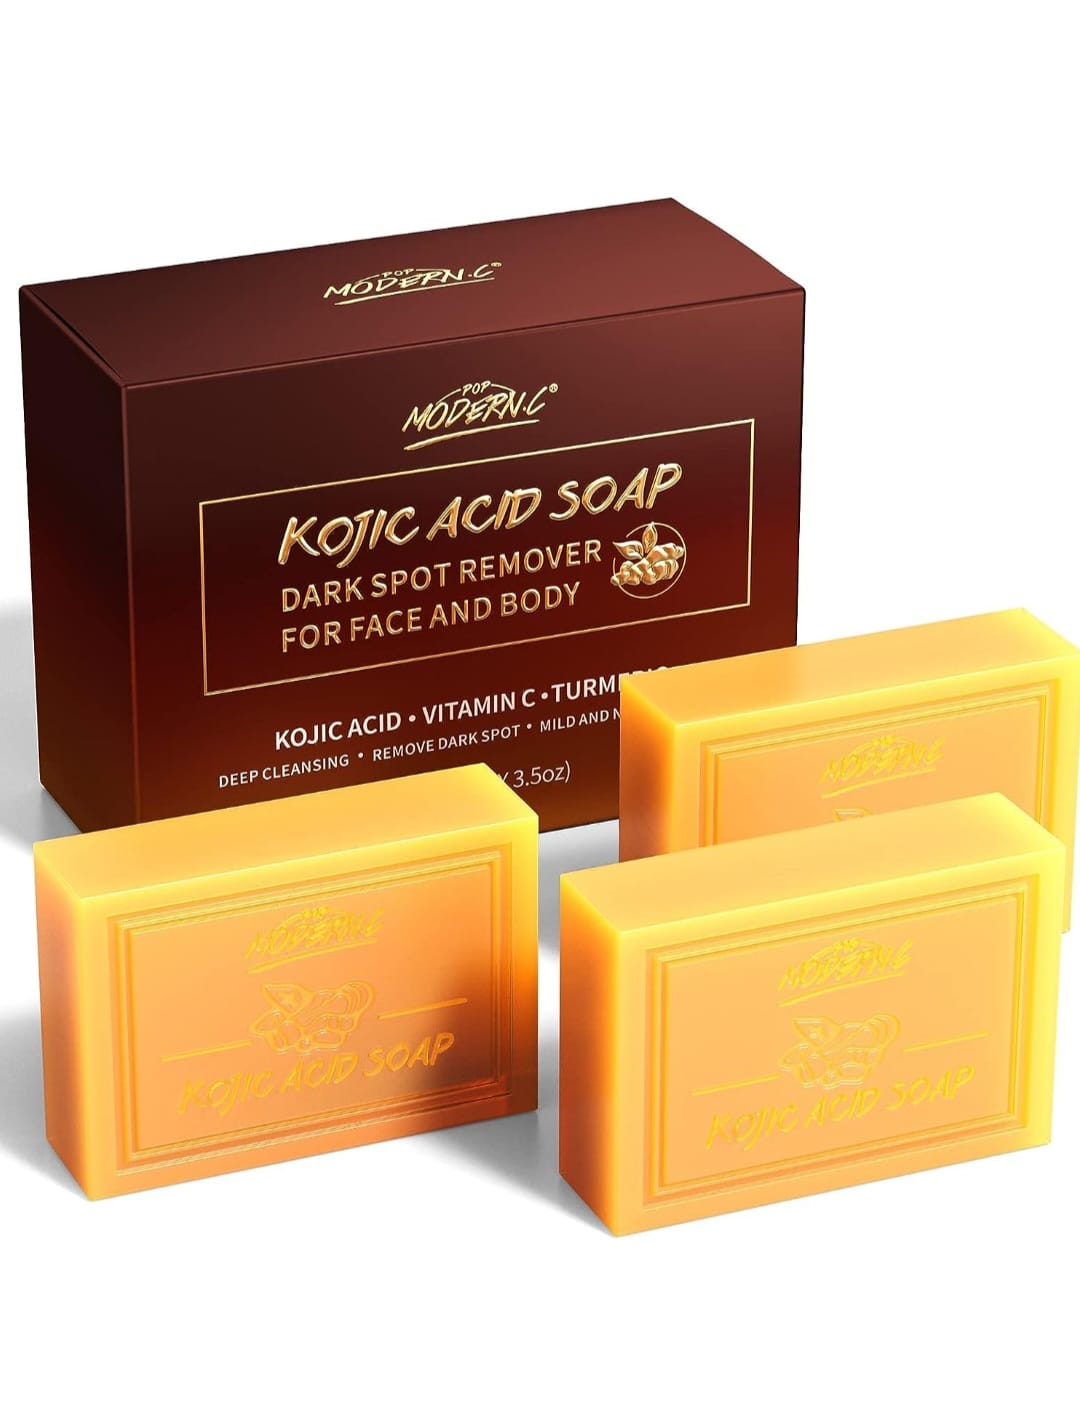 POP
MODERN.C®
POP
MODERN.C®
KOJIC ACID SOAP
DARK SPOT REMOVER
FOR FACE AND BODY
KOJIC ACID • VITAMIN C •
DEEP CLEANSING • REMOVE DARK SPOT • MILD AND
3.5oz)
MODERN.C
MODERN.C
KOJIC ACID SOAP
MODERN.C
KOJIC ACID SOAP